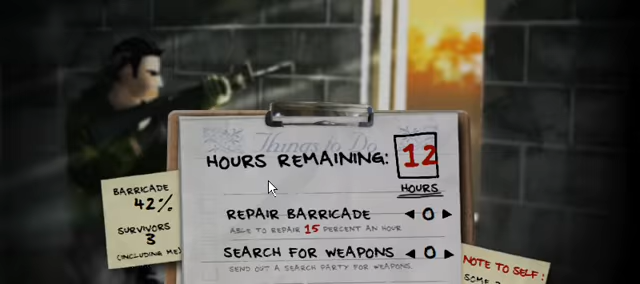 Things to Do
HOURS REMAINING: 12
HOURS
BARRICADE
42%
SURVIVORS
3
(INCLUDING ME)
REPAIR BARRICADE 0
ABLE TO REPAIR 15 PERCENT AN HOUR
SEARCH FOR WEAPONS 0
SEND OUT A SEARCH PARTY FOR WEAPONS.
NOTE TO SELF: